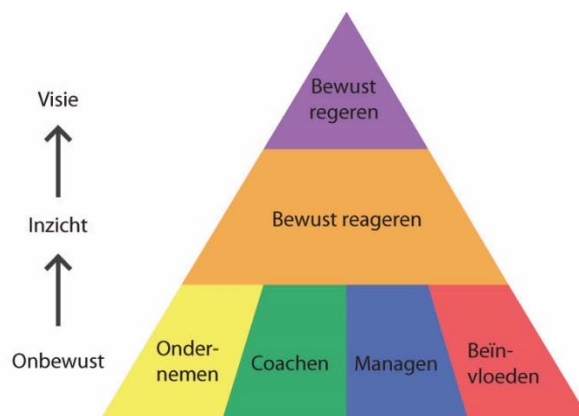 Visie
Bewust
regeren
Inzicht
Bewust reageren
Onbewust
Onder-
nemen
Coachen
Managen
Beïn-
vloeden